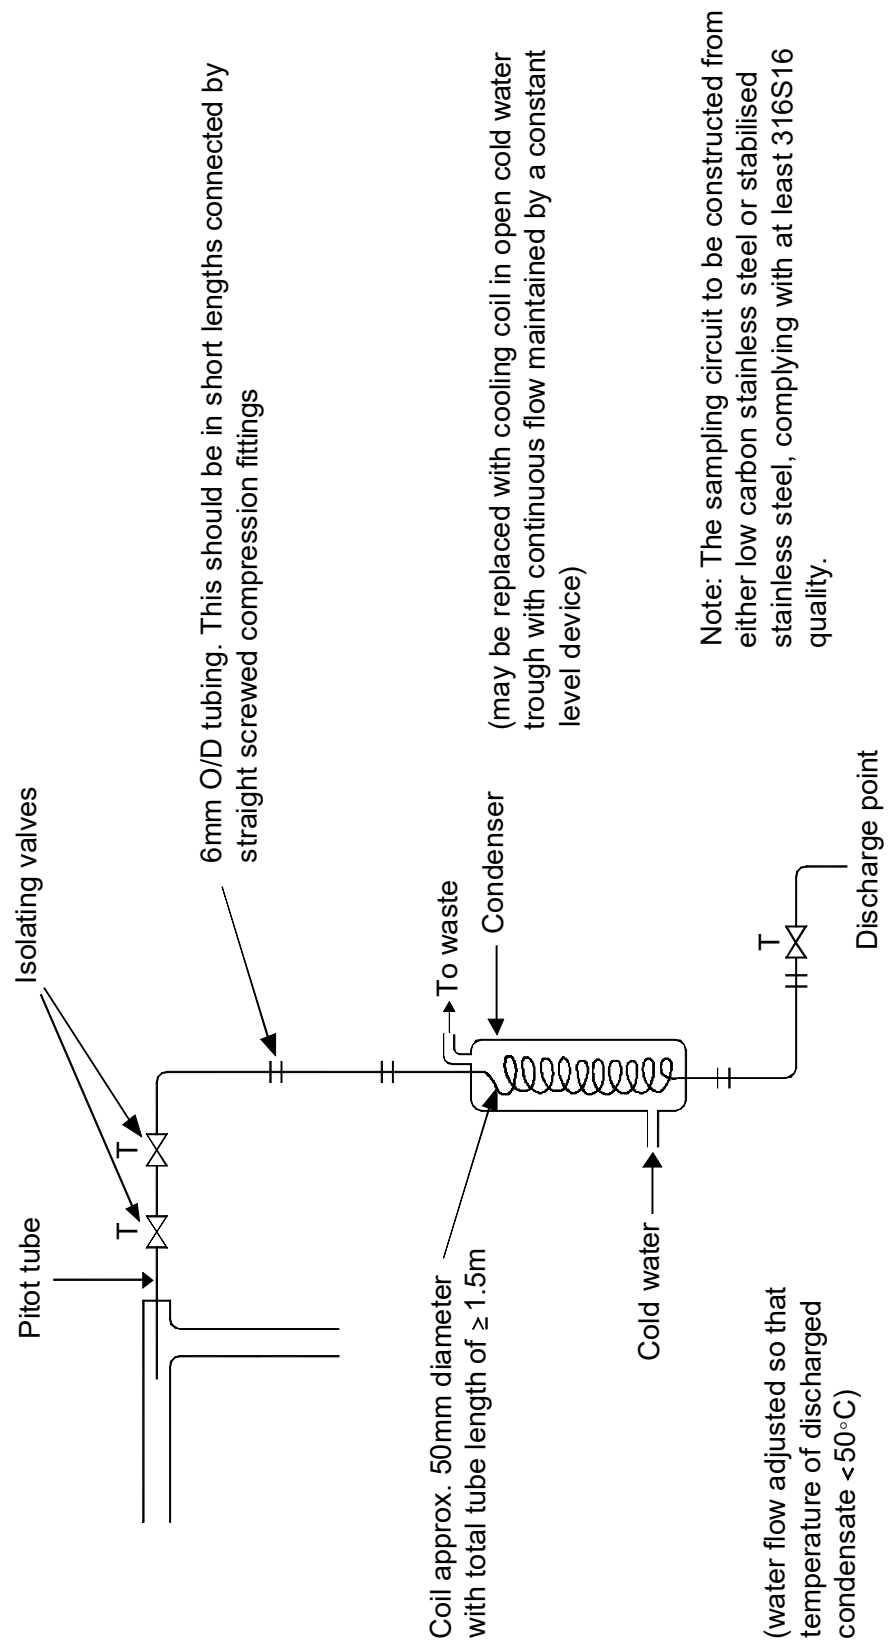 Pitot tube
Isolating valves
T
T
6mm O/D tubing. This should be in short lengths connected by
straight screwed compression fittings
Coil approx. 50mm diameter
with total tube length of ≥ 1.5m
To waste
Condenser
(may be replaced with cooling coil in open cold water
trough with continuous flow maintained by a constant
level device)
Cold water
Note: The sampling circuit to be constructed from
either low carbon stainless steel or stabilised
stainless steel, complying with at least 316S16
quality.
(water flow adjusted so that
temperature of discharged
condensate <50°C)
T
Discharge point